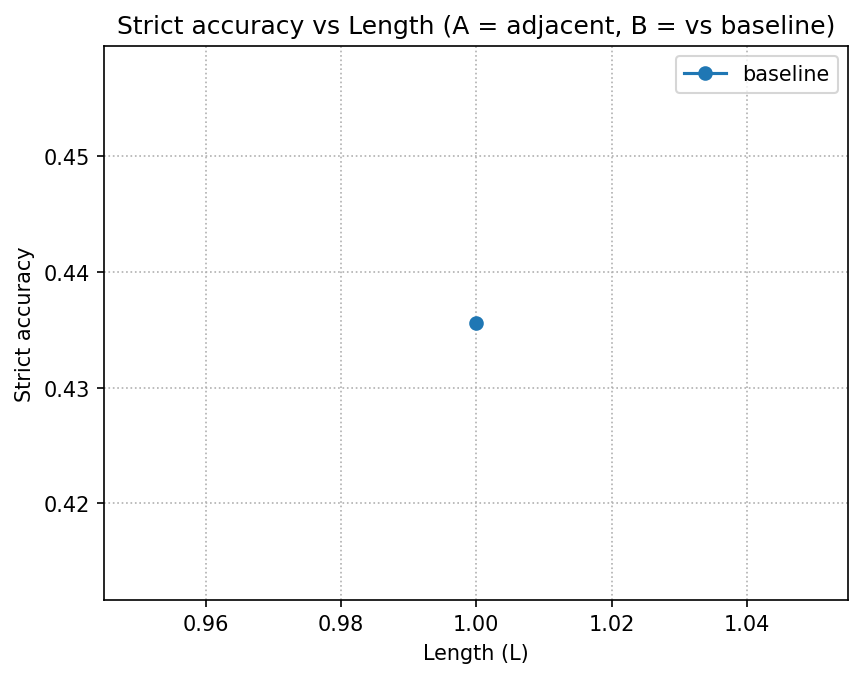 Strict accuracy vs Length (A = adjacent, B = vs baseline)
baseline
Strict accuracy
0.45
0.44
0.43
0.42
0.96 0.98 1.00 1.02 1.04
Length (L)